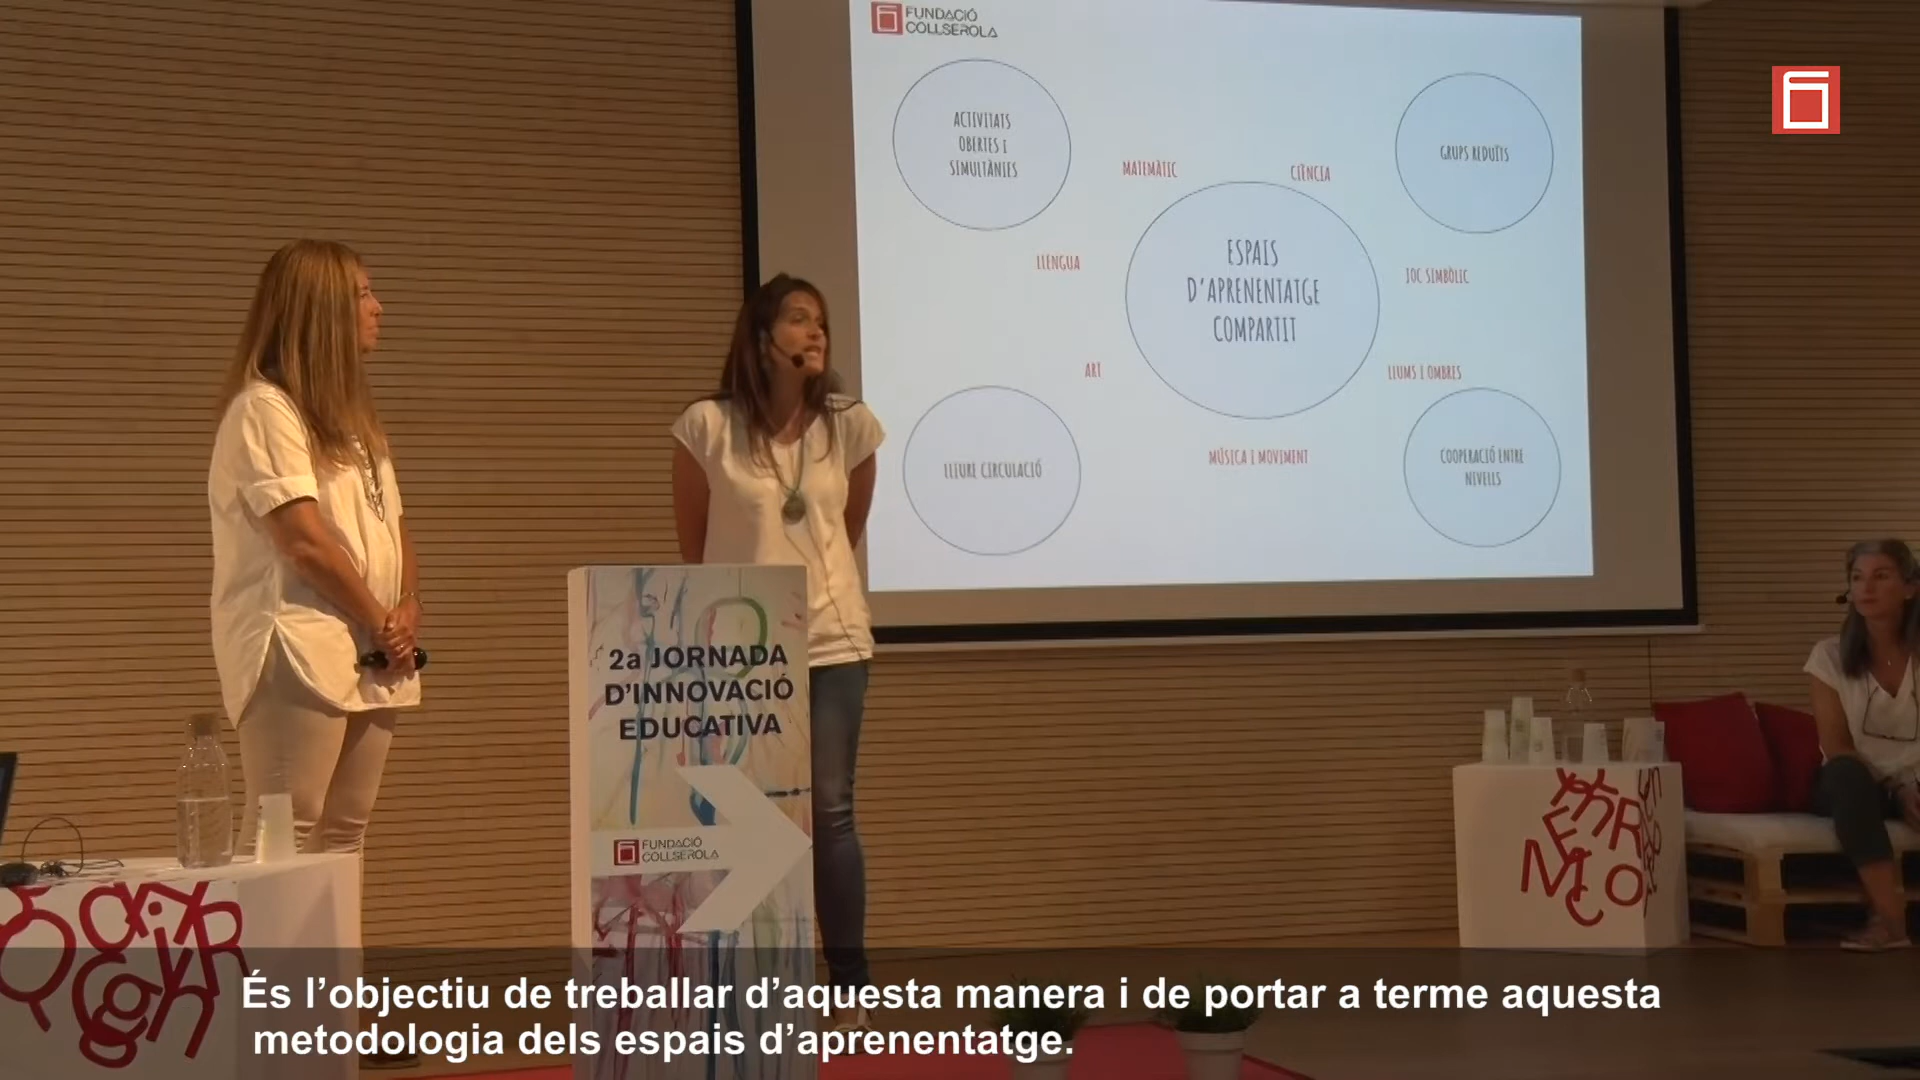 FUNDACIÓ
COLLSEROLA
ACTIVITATS
OBERTES I
SIMULTÀNIES
GRUPS REDUÏTS
MATEMÀTIC
CIÈNCIA
LLENGUA
ESPAIS
D'APRENENTATGE
COMPARTIT
JOC SIMBÒLIC
ART
LLUMS I OMBRES
LLIURE CIRCULACIÓ
MÚSICA I MOVIMENT
COOPERACIÓ ENTRE
NIVELLS
2a JORNADA
D'INNOVACIÓ
EDUCATIVA
FUNDACIÓ
COLLSEROLA
És l’objectiu de treballar d’aquesta manera i de portar a terme aquesta
metodologia dels espais d’aprenentatge.